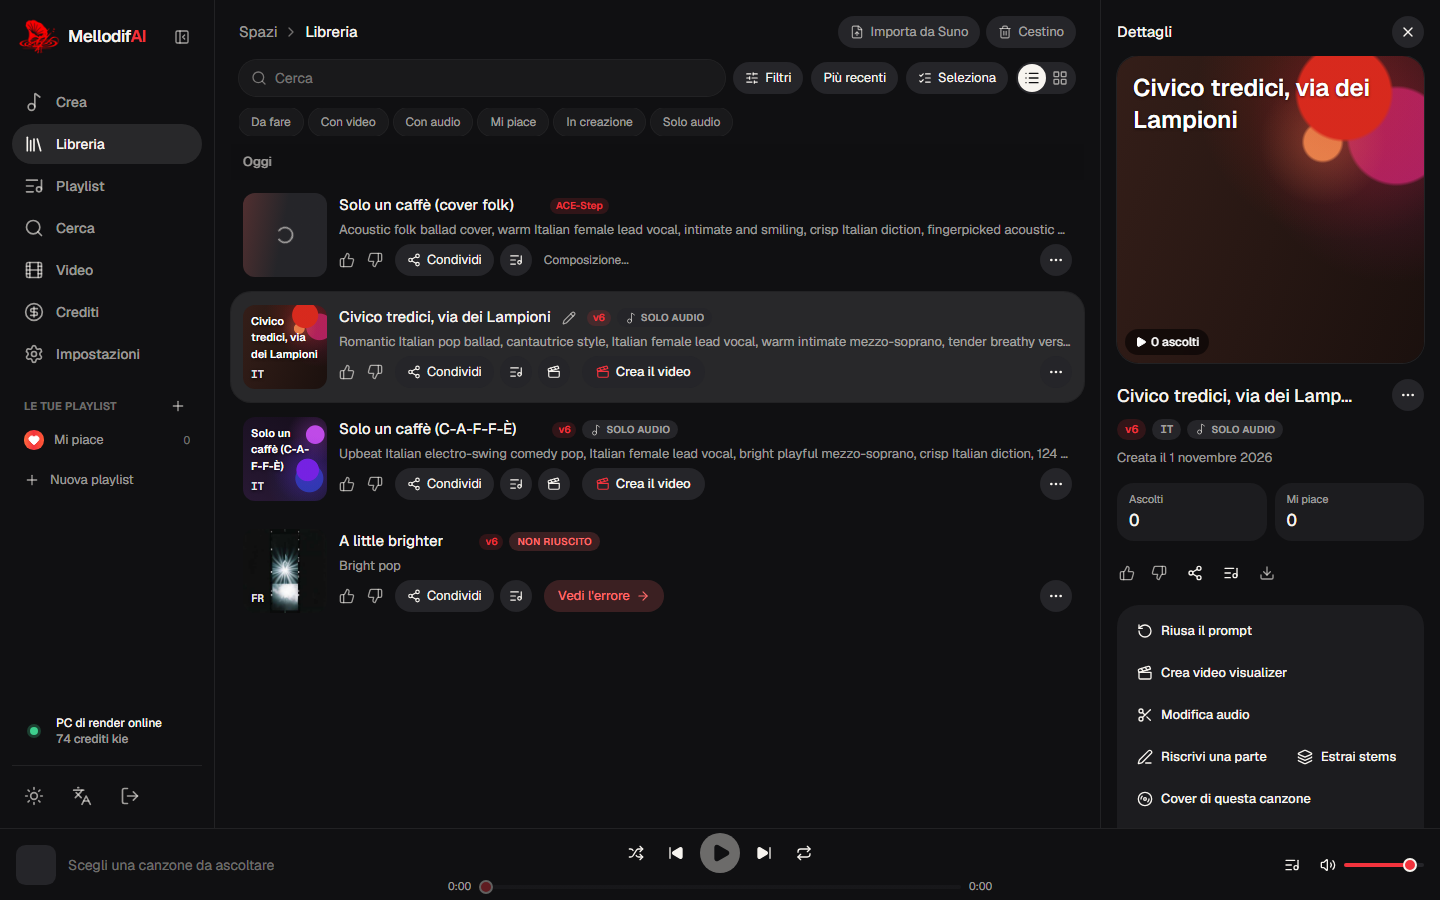 MellodifAI
Crea
Libreria
Playlist
Cerca
Video
Crediti
Impostazioni
LE TUE PLAYLIST
Mi piace
0
Nuova playlist
PC di render online
74 crediti kie
Spazi
Libreria
Importa da Suno
Cestino
Cerca
Filtri
Più recenti
Seleziona
Da fare
Con video
Con audio
Mi piace
In creazione
Solo audio
Oggi
Solo un caffè (cover folk)
ACE-Step
Acoustic folk ballad cover, warm Italian female lead vocal, intimate and smiling, crisp Italian diction, fingerpicked acoustic ...
Condividi
Composizione...
Civico
tredici, via
dei Lampioni
IT
Civico tredici, via dei Lampioni
v6
SOLO AUDIO
Romantic Italian pop ballad, cantautrice style, Italian female lead vocal, warm intimate mezzo-soprano, tender breathy vers...
Condividi
Crea il video
Solo un
caffè (C-A-
F-F-È)
IT
Solo un caffè (C-A-F-F-È)
v6
SOLO AUDIO
Upbeat Italian electro-swing comedy pop, Italian female lead vocal, bright playful mezzo-soprano, crisp Italian diction, 124 ...
Condividi
Crea il video
FR
A little brighter
v6
NON RIUSCITO
Bright pop
Condividi
Vedi l'errore
Dettagli
Civico tredici, via dei
Lampioni
0 ascolti
Civico tredici, via dei Lamp...
v6
IT
SOLO AUDIO
Creata il 1 novembre 2026
Ascolti
0
Mi piace
0
Riusa il prompt
Crea video visualizer
Modifica audio
Riscrivi una parte
Estrai stems
Cover di questa canzone
Scegli una canzone da ascoltare
0:00
0:00